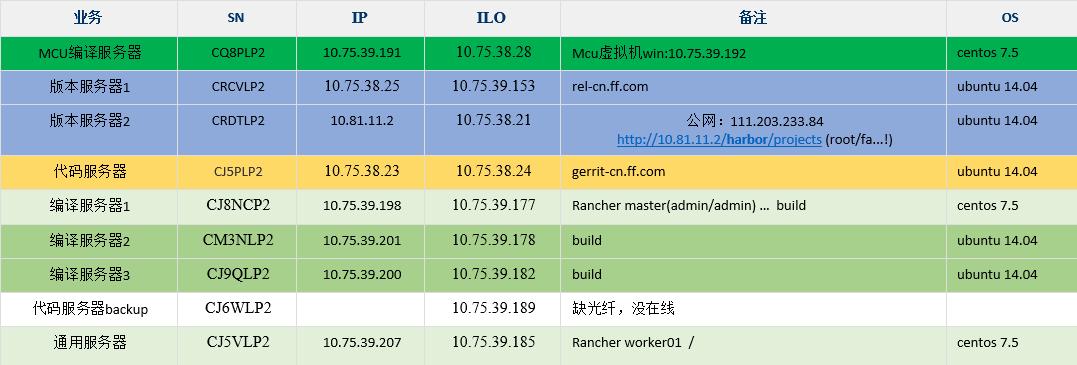 业务 SN IP ILO 备注 OS
MCU编译服务器 CQ8PLP2 10.75.39.191 10.75.38.28 Mcu虚拟机win:10.75.39.192 centos 7.5
版本服务器1 CRCVLP2 10.75.38.25 10.75.39.153 rel-cn.ff.com ubuntu 14.04
版本服务器2 CRDTLP2 10.81.11.2 10.75.38.21 公网：111.203.233.84 ubuntu 14.04
http://10.81.11.2/harbor/projects (root/fa...!)
代码服务器 CJ5PLP2 10.75.38.23 10.75.38.24 gerrit-cn.ff.com ubuntu 14.04
编译服务器1 CJ8NCP2 10.75.39.198 10.75.39.177 Rancher master(admin/admin) ... build centos 7.5
编译服务器2 CM3NLP2 10.75.39.201 10.75.39.178 build ubuntu 14.04
编译服务器3 CJ9QLP2 10.75.39.200 10.75.39.182 build ubuntu 14.04
代码服务器backup CJ6WLP2 10.75.39.189 缺光纤，没在线
通用服务器 CJ5VLP2 10.75.39.207 10.75.39.185 Rancher worker01 / centos 7.5